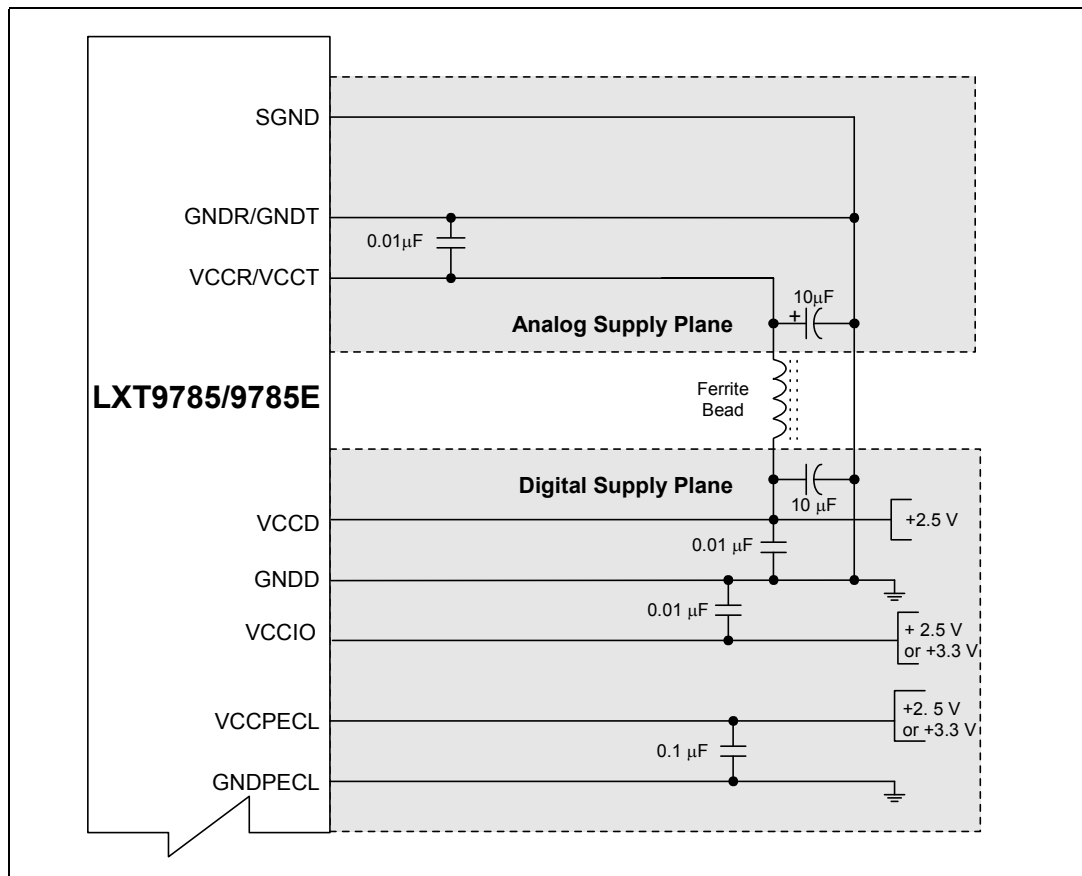 SGND
GNDR/GNDT
0.01µF
VCCR/VCCT
10µF
+
Analog Supply Plane
LXT9785/9785E
Ferrite
Bead
Digital Supply Plane
10 µF
VCCD
+2.5 V
0.01 µF
GNDD
0.01 µF
VCCIO
+ 2.5 V
or +3.3 V
VCCPECL
+2. 5 V
or +3.3 V
0.1 µF
GNDPECL